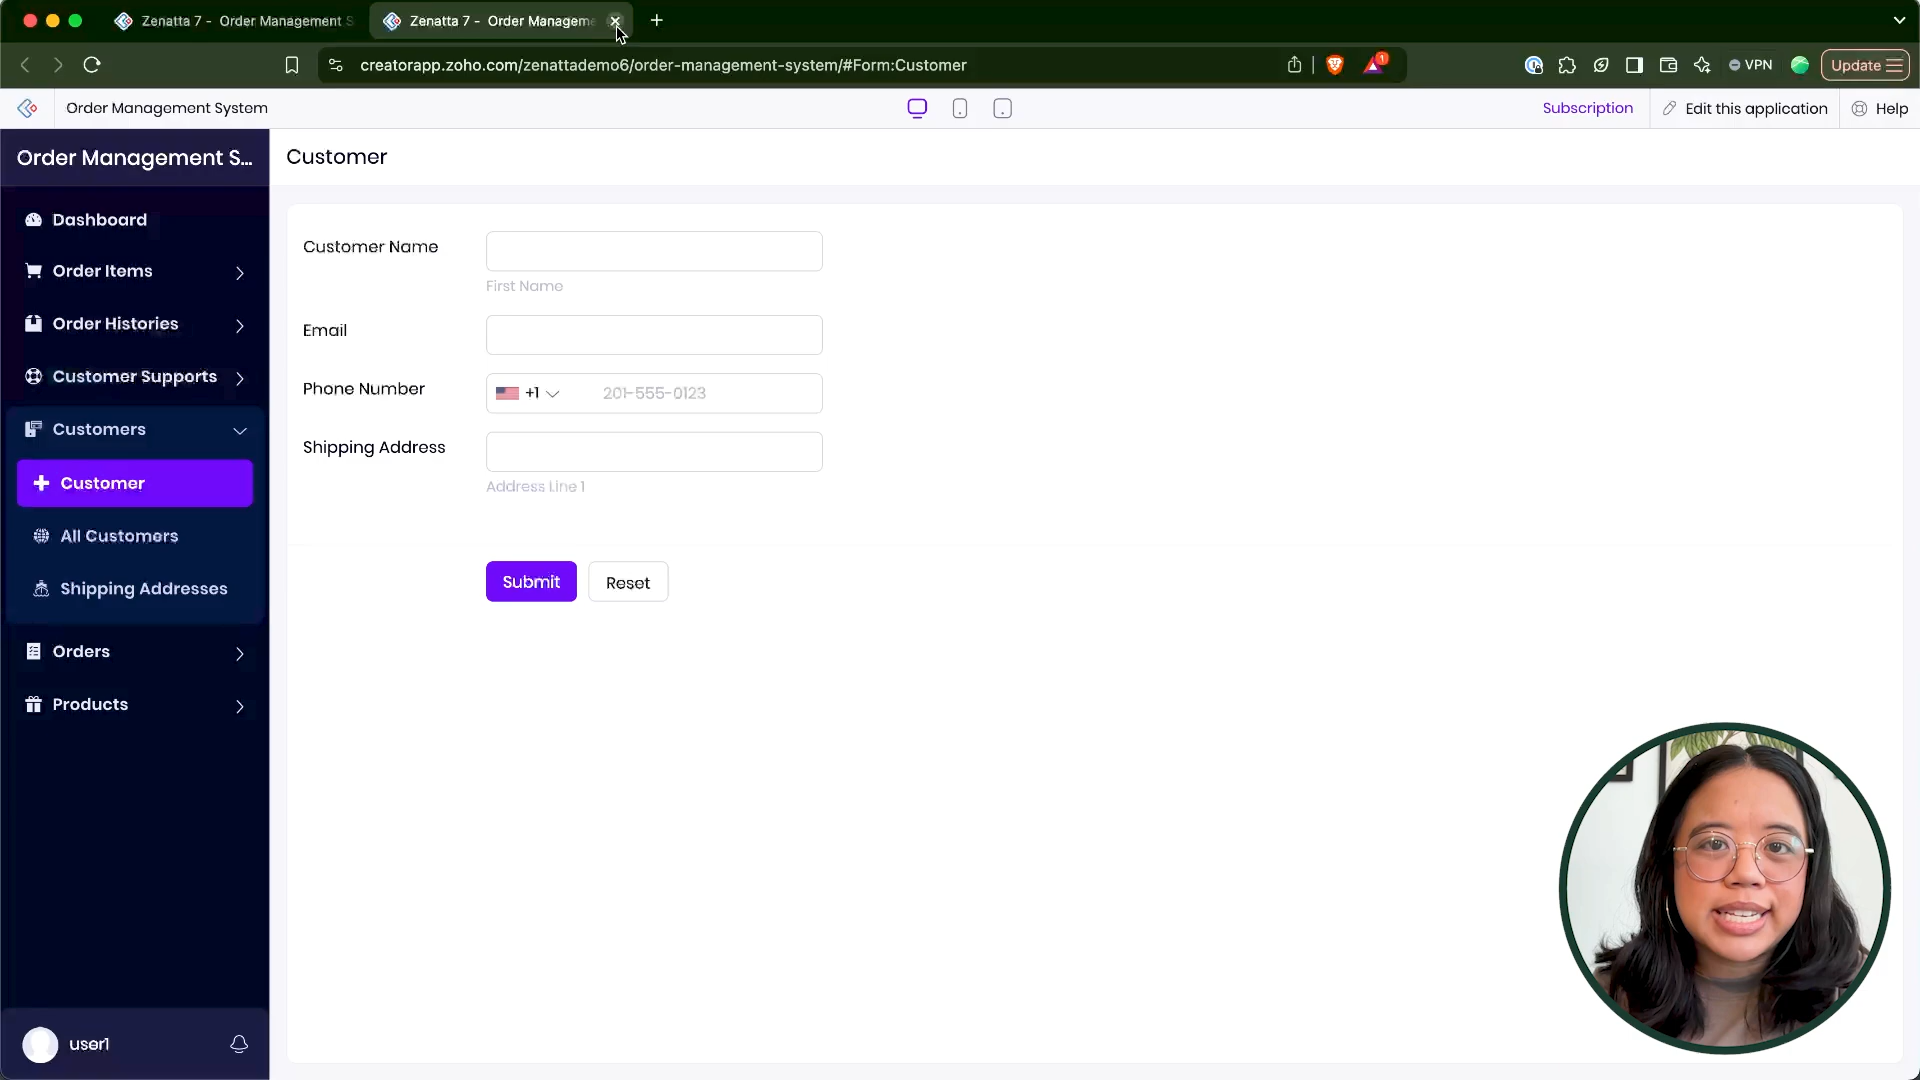 Zenatta 7 - Order Management S
Zenatta 7 - Order Managem
creatorapp.zoho.com/zenattademo6/order-management-system/#Form:Customer
1
VPN
Update
Order Management System
Subscription
Edit this application
Help
Order Management S...
Customer
Dashboard
Order Items
Order Histories
Customer Supports
Customers
Customer
All Customers
Shipping Addresses
Orders
Products
user1
Customer Name
First Name
Email
Phone Number
+1
201-555-0123
Shipping Address
Address Line 1
Submit
Reset